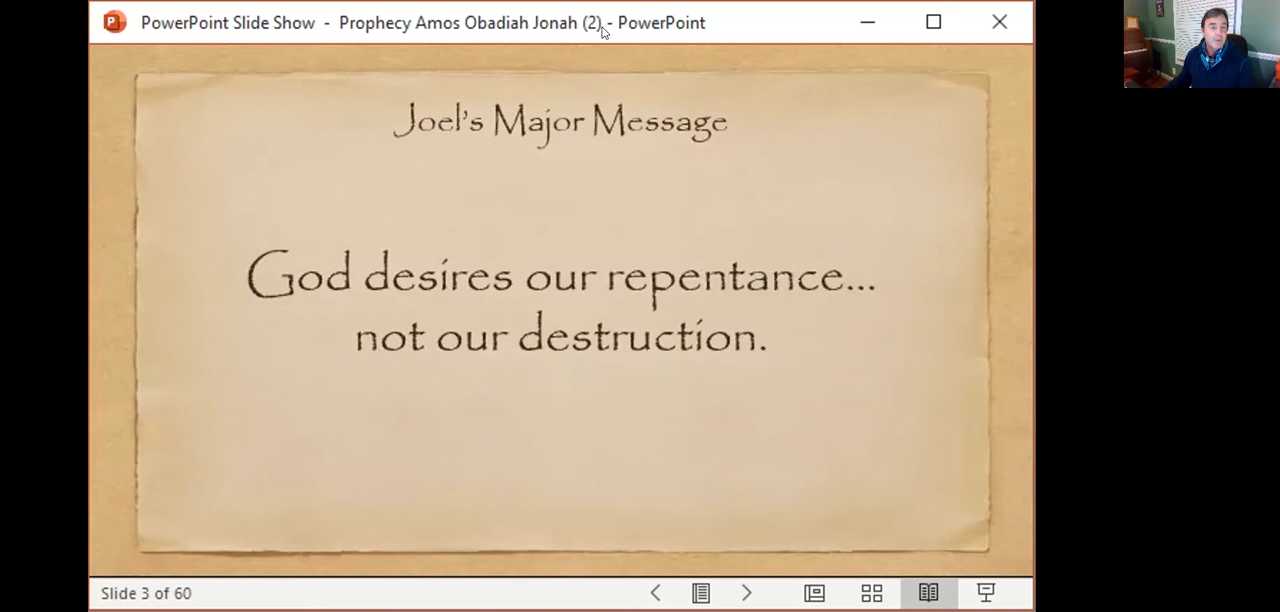 PowerPoint Slide Show - Prophecy Amos Obadiah Jonah (2) - PowerPoint
Joel's Major Message
God desires our repentance...
not our destruction.
Slide 3 of 60